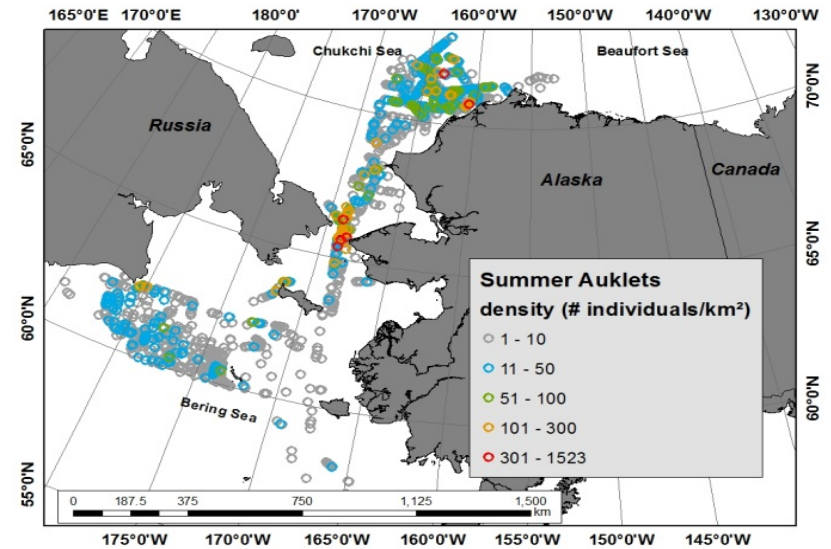 165°0'E 170°0'E 180°0' 170°0'W 160°0'W 150°0'W 140°0'W 130°0'W
Chukchi Sea Beaufort Sea
70°0'N
Russia
65°0'N
Canada
Alaska
65°0'N
Summer Auklets
density (# individuals/km²)
60°0'N
1 - 10
11 - 50
51 - 100
60°0'N
Bering Sea
101 - 300
301 - 1523
55°0'N
0 187.5 375 750 1,125 1,500
km
175°0'W 170°0'W 165°0'W 160°0'W 155°0'W 150°0'W 145°0'W